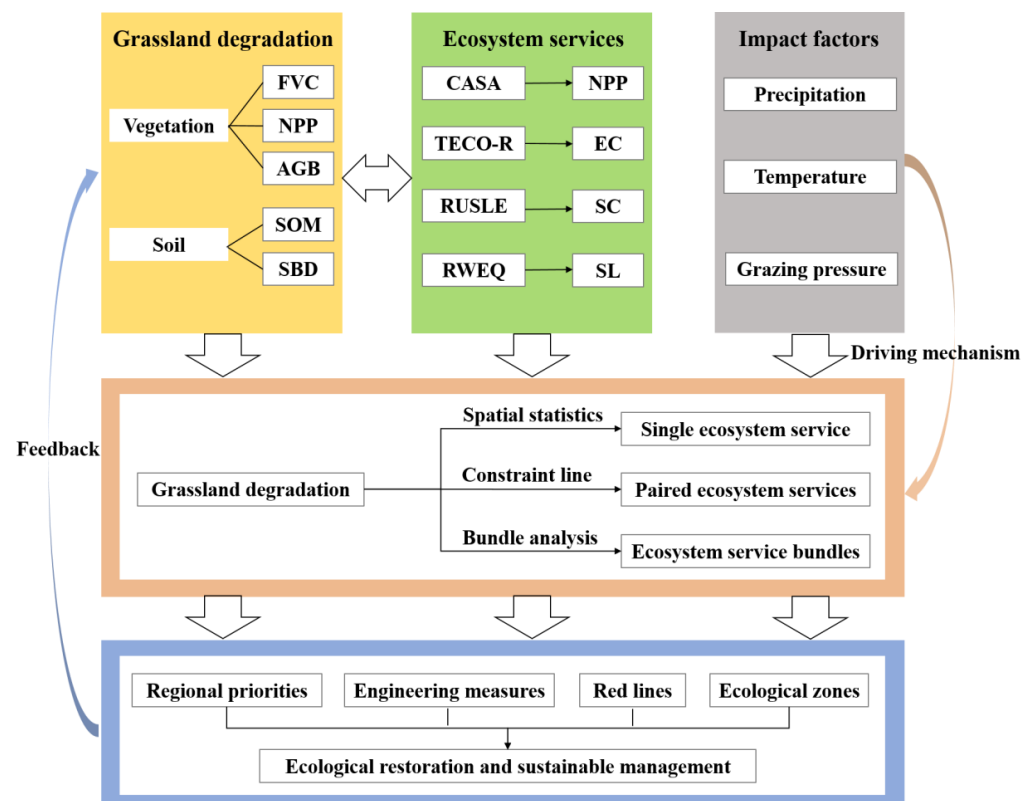 Grassland degradation
Vegetation
FVC
NPP
AGB
Soil
SOM
SBD
Ecosystem services
CASA
NPP
TECO-R
EC
RUSLE
SC
RWEQ
SL
Impact factors
Precipitation
Temperature
Grazing pressure
Driving mechanism
Feedback
Grassland degradation
Spatial statistics
Single ecosystem service
Constraint line
Paired ecosystem services
Bundle analysis
Ecosystem service bundles
Regional priorities
Engineering measures
Red lines
Ecological zones
Ecological restoration and sustainable management